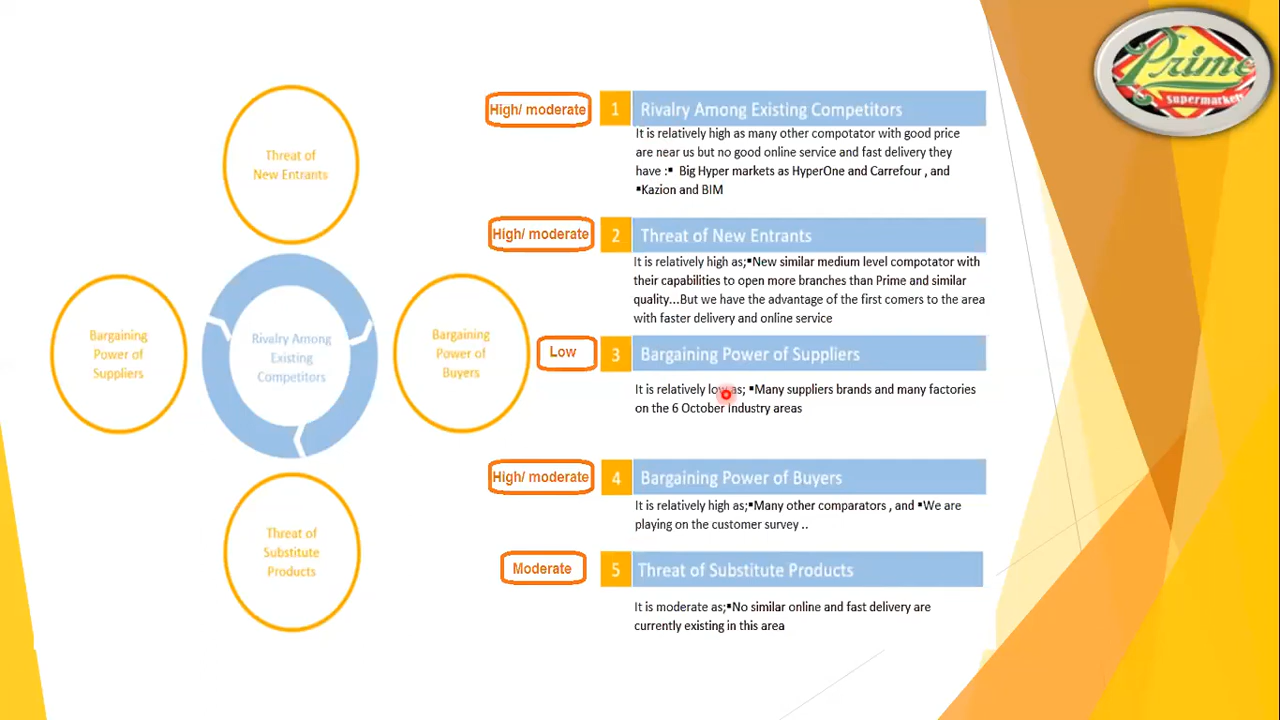 Prime
Supermarkets
Threat of
New Entrants
Bargaining
Power of
Suppliers
Rivalry Among
Existing
Competitors
Bargaining
Power of
Buyers
Threat of
Substitute
Products
High/ moderate
1
Rivalry Among Existing Competitors
It is relatively high as many other compotator with good price
are near us but no good online service and fast delivery they
have :▪ Big Hyper markets as HyperOne and Carrefour , and
▪Kazion and BIM
High/ moderate
2
Threat of New Entrants
It is relatively high as;▪New similar medium level compotator with
their capabilities to open more branches than Prime and similar
quality...But we have the advantage of the first comers to the area
with faster delivery and online service
Low
3
Bargaining Power of Suppliers
It is relatively low as; ▪Many suppliers brands and many factories
on the 6 October Industry areas
High/ moderate
4
Bargaining Power of Buyers
It is relatively high as;▪Many other comparators , and ▪We are
playing on the customer survey ..
Moderate
5
Threat of Substitute Products
It is moderate as;▪No similar online and fast delivery are
currently existing in this area